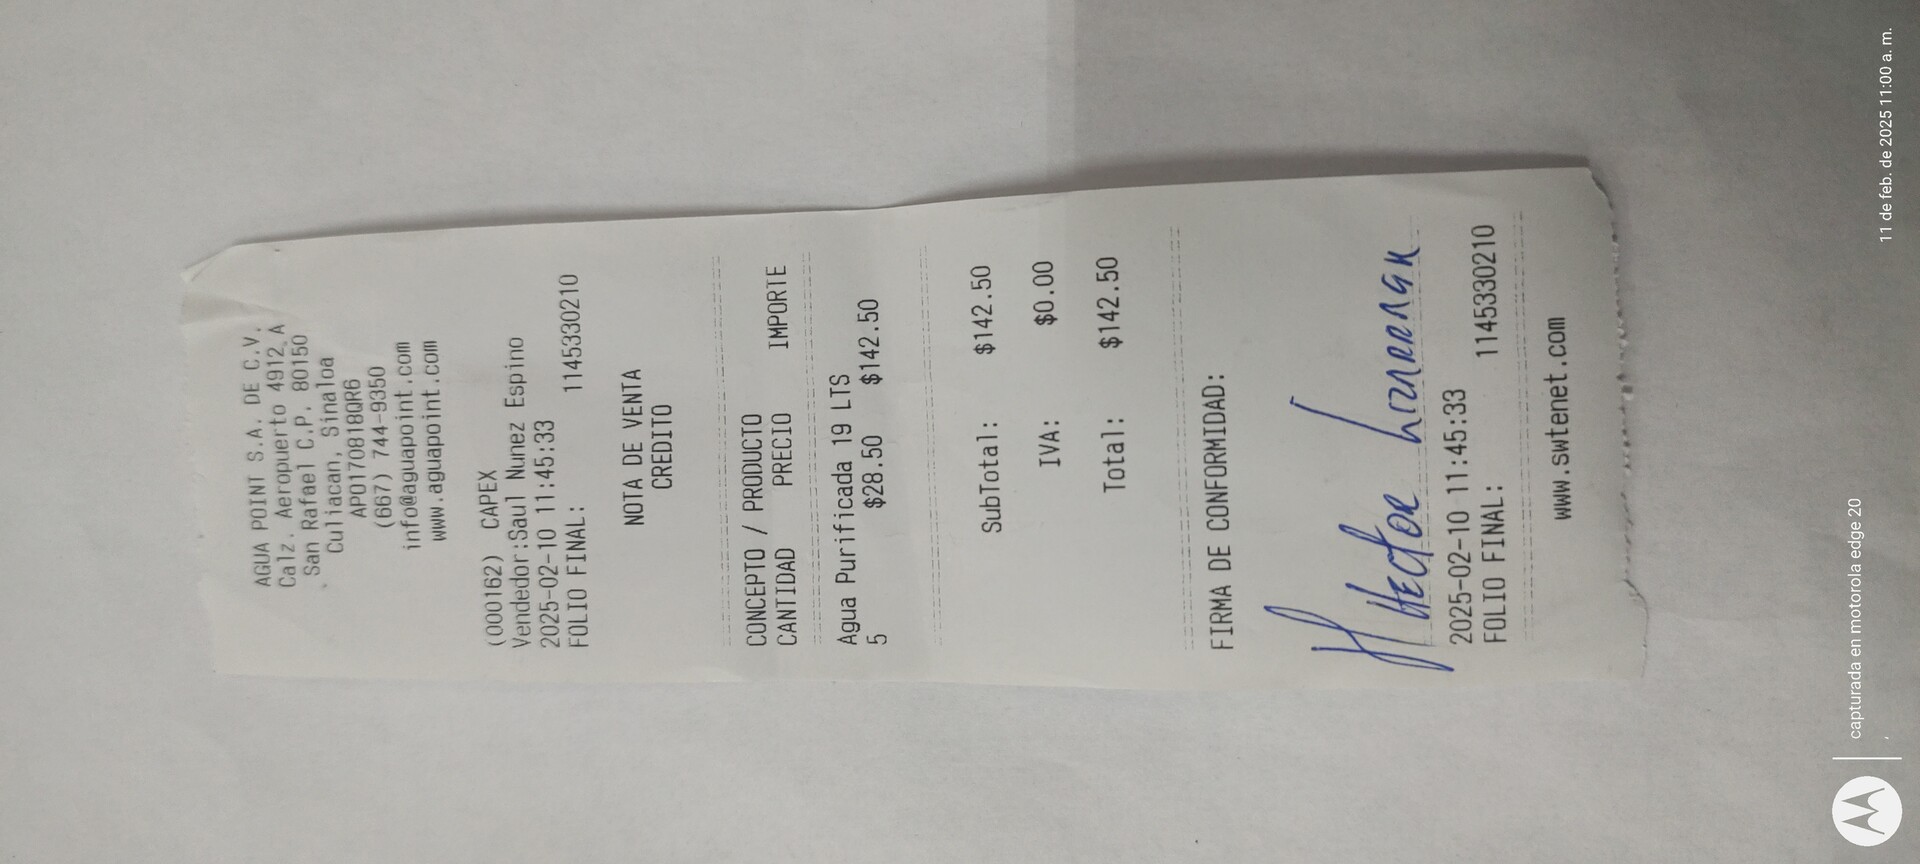 AGUA POINT S.A. DE C.V.
Calz. Aeropuerto 4912 A
San Rafael C.P. 80150
Culiacan, Sinaloa
APO170818QR6
(667) 744-9350
info@aguapoint.com
www.aguapoint.com
(000162) CAPEX
Vendedor:Saul Nunez Espino
2025-02-10 11:45:33
FOLIO FINAL: 1145330210
NOTA DE VENTA
CREDITO
CONCEPTO / PRODUCTO
CANTIDAD PRECIO IMPORTE
Agua Purificada 19 LTS
5 $28.50 $142.50
SubTotal: $142.50
IVA: $0.00
Total: $142.50
FIRMA DE CONFORMIDAD:
Hector Lizarraga
2025-02-10 11:45:33
FOLIO FINAL: 1145330210
www.swtenet.com
capturada en motorola edge 20
11 de feb. de 2025 11:00 a. m.